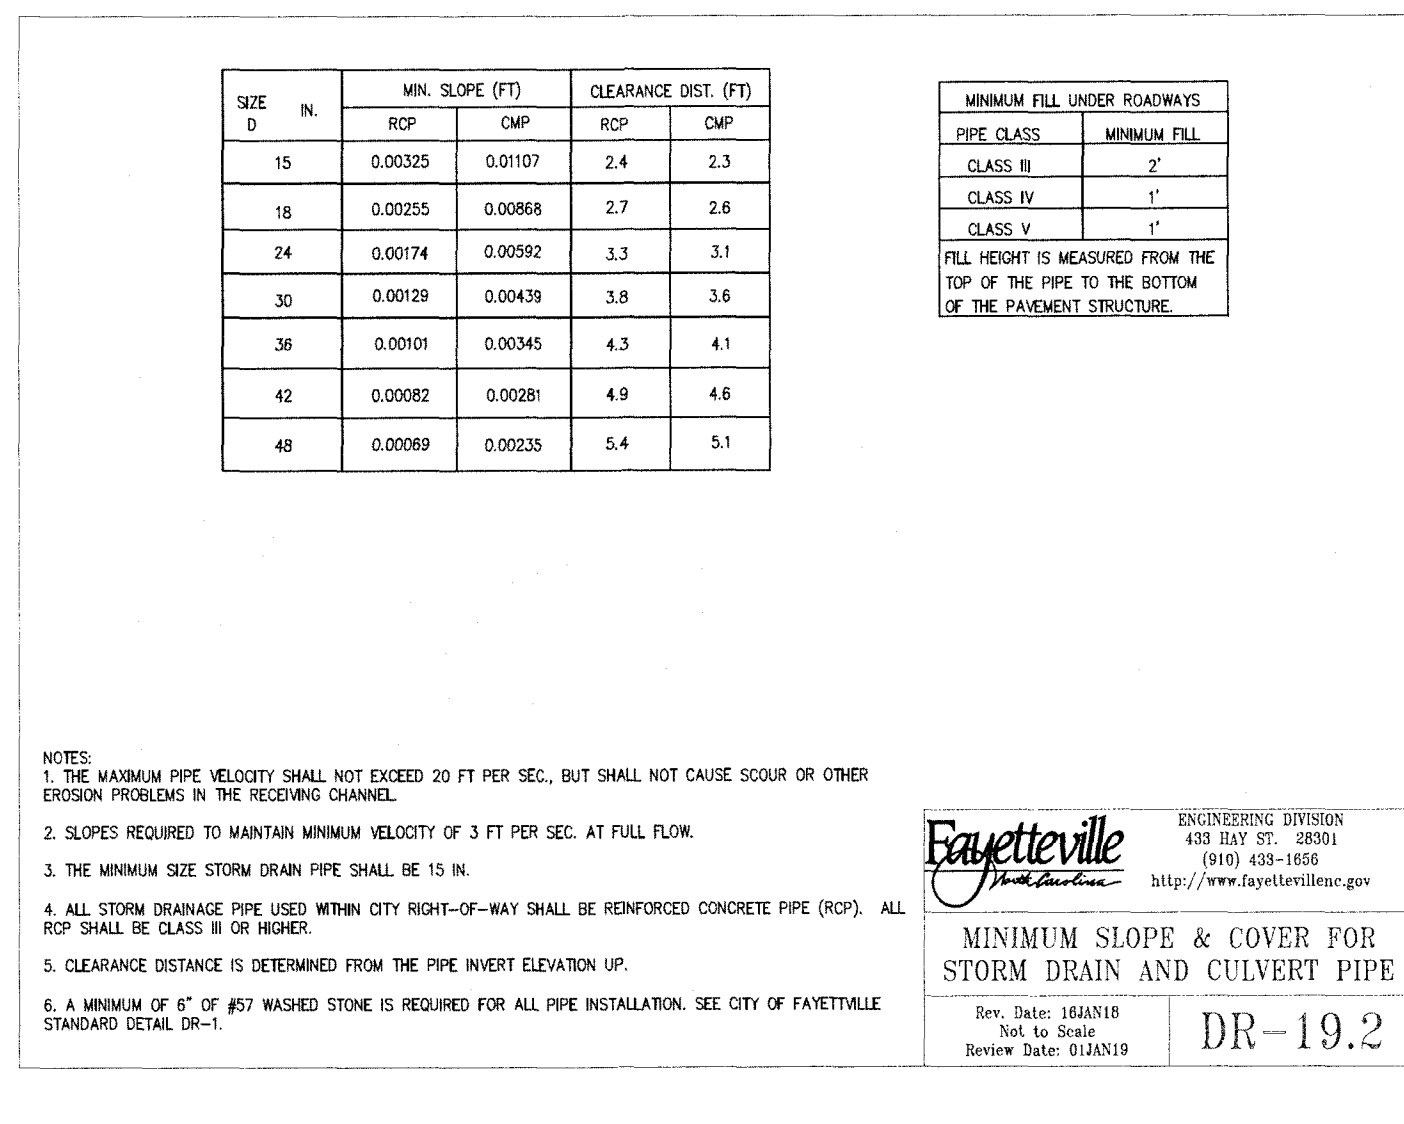 SIZE D IN. MIN. SLOPE (FT) CLEARANCE DIST. (FT)
RCP CMP RCP CMP
15 0.00325 0.01107 2.4 2.3
18 0.00255 0.00868 2.7 2.6
24 0.00174 0.00592 3.3 3.1
30 0.00129 0.00439 3.8 3.6
36 0.00101 0.00345 4.3 4.1
42 0.00082 0.00281 4.9 4.6
48 0.00069 0.00235 5.4 5.1
MINIMUM FILL UNDER ROADWAYS
PIPE CLASS MINIMUM FILL
CLASS III 2'
CLASS IV 1'
CLASS V 1'
FILL HEIGHT IS MEASURED FROM THE
TOP OF THE PIPE TO THE BOTTOM
OF THE PAVEMENT STRUCTURE.
NOTES:
1. THE MAXIMUM PIPE VELOCITY SHALL NOT EXCEED 20 FT PER SEC., BUT SHALL NOT CAUSE SCOUR OR OTHER
EROSION PROBLEMS IN THE RECEIVING CHANNEL.
2. SLOPES REQUIRED TO MAINTAIN MINIMUM VELOCITY OF 3 FT PER SEC. AT FULL FLOW.
3. THE MINIMUM SIZE STORM DRAIN PIPE SHALL BE 15 IN.
4. ALL STORM DRAINAGE PIPE USED WITHIN CITY RIGHT-OF-WAY SHALL BE REINFORCED CONCRETE PIPE (RCP). ALL
RCP SHALL BE CLASS III OR HIGHER.
5. CLEARANCE DISTANCE IS DETERMINED FROM THE PIPE INVERT ELEVATION UP.
6. A MINIMUM OF 6" OF #57 WASHED STONE IS REQUIRED FOR ALL PIPE INSTALLATION. SEE CITY OF FAYETTVILLE
STANDARD DETAIL DR-1.
Fayetteville
North Carolina
ENGINEERING DIVISION
433 HAY ST. 28301
(910) 433-1656
http://www.fayettevillenc.gov
MINIMUM SLOPE & COVER FOR
STORM DRAIN AND CULVERT PIPE
Rev. Date: 16JAN18
Not to Scale
Review Date: 01JAN19
DR-19.2